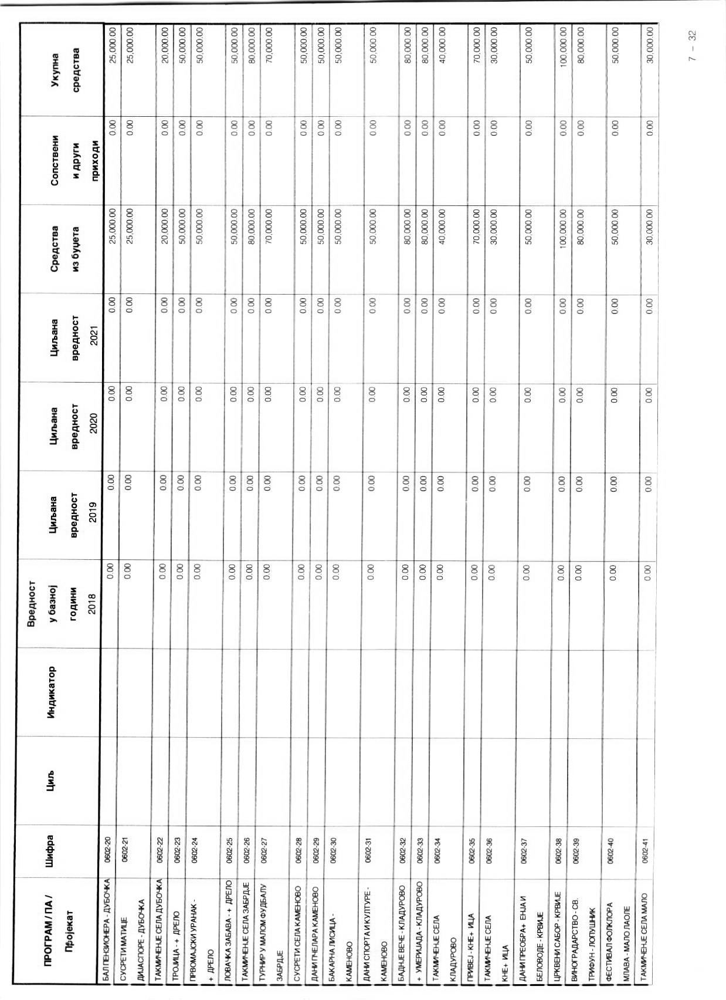 ПРОГРАМ / ПА / Пројекат | Шифра | Циљ | Индикатор | Вредност у базној години 2018 | Циљана вредност 2019 | Циљана вредност 2020 | Циљана вредност 2021 | Средства из буџета | Сопствени и други приходи | Укупна средства
БАЛ ПЕНЗИОНЕРА - ДУБОЧКА 0602-20 0.00 0.00 0.00 0.00 25,000.00 0.00 25,000.00
СУСРЕТИ МАТИЦЕ 0602-21 0.00 0.00 0.00 0.00 25,000.00 0.00 25,000.00
ДИЈАСПОРЕ - ДУБОЧКА
ТАКМИЧЕЊЕ СЕЛА ДУБОЧКА 0602-22 0.00 0.00 0.00 0.00 20,000.00 0.00 20,000.00
ТРОЈИЦА - + ДРЕЛО 0602-23 0.00 0.00 0.00 0.00 50,000.00 0.00 50,000.00
ПРВОМАЈСКИ УРАНАК - 0602-24 0.00 0.00 0.00 0.00 50,000.00 0.00 50,000.00
+ ДРЕЛО
ЛОВАЧКА ЗАБАВА - + ДРЕЛО 0602-25 0.00 0.00 0.00 0.00 50,000.00 0.00 50,000.00
ТАКМИЧЕЊЕ СЕЛА ЗАБРДЈЕ 0602-26 0.00 0.00 0.00 0.00 80,000.00 0.00 80,000.00
ТУРНИР У МАЛОМ ФУДБАЛУ 0602-27 0.00 0.00 0.00 0.00 70,000.00 0.00 70,000.00
ЗАБРДЈЕ
СУСРЕТИ СЕЛА КАМЕНОВО 0602-28 0.00 0.00 0.00 0.00 50,000.00 0.00 50,000.00
ДАНИ ПЧЕЛАРА КАМЕНОВО 0602-29 0.00 0.00 0.00 0.00 50,000.00 0.00 50,000.00
БАКАРНА ЛИСИЦА - 0602-30 0.00 0.00 0.00 0.00 50,000.00 0.00 50,000.00
КАМЕНОВО
ДАНИ СПОРТА И КУЛТУРЕ - 0602-31 0.00 0.00 0.00 0.00 50,000.00 0.00 50,000.00
КАМЕНОВО
БАДНЈЕ ВЕЧЕ - КЛАДУРОВО 0602-32 0.00 0.00 0.00 0.00 80,000.00 0.00 80,000.00
+ УМЕРИЈАДА - КЛАДУРОВО 0602-33 0.00 0.00 0.00 0.00 80,000.00 0.00 80,000.00
ТАКМИЧЕЊЕ СЕЛА 0602-34 0.00 0.00 0.00 0.00 40,000.00 0.00 40,000.00
КЛАДУРОВО
ПРИВЕЈ - КНЕ+ ИЦА 0602-35 0.00 0.00 0.00 0.00 70,000.00 0.00 70,000.00
ТАКМИЧЕЊЕ СЕЛА 0602-36 0.00 0.00 0.00 0.00 30,000.00 0.00 30,000.00
КНЕ+ ИЦА
ДАНИ ПРЕОБРА+ ЕНЈА И 0602-37 0.00 0.00 0.00 0.00 50,000.00 0.00 50,000.00
БЕЛОВОДЕ - КРВИЈЕ
ЦРКВЕНИ САБОР - КРВИЈЕ 0602-38 0.00 0.00 0.00 0.00 100,000.00 0.00 100,000.00
ВИНОГРАДАРСТВО - СВ. 0602-39 0.00 0.00 0.00 0.00 80,000.00 0.00 80,000.00
ТРИФУН - ЛОПУШНИК
ФЕСТИВАЛ ФОЛКЛОРА 0602-40 0.00 0.00 0.00 0.00 50,000.00 0.00 50,000.00
МЛАВА - МАЛО ЛАОЛЕ
ТАКМИЧЕЊЕ СЕЛА МАЛО 0602-41 0.00 0.00 0.00 0.00 30,000.00 0.00 30,000.00
7 - 32